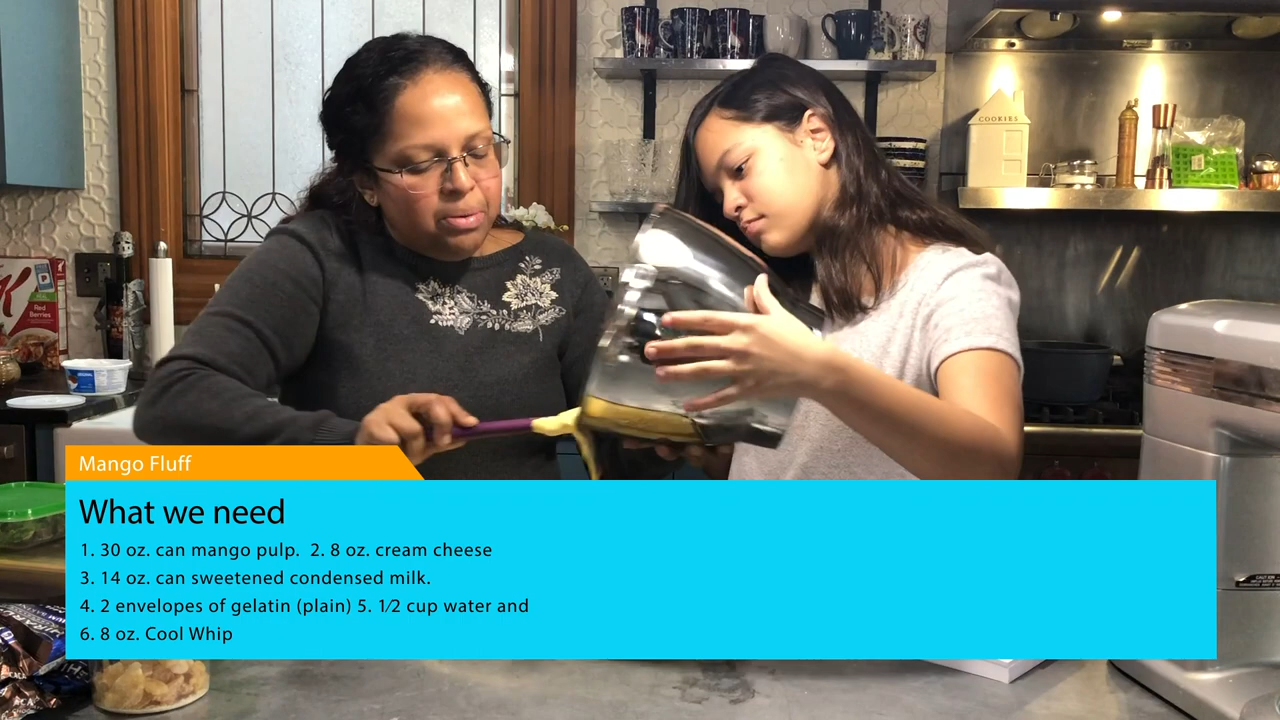 COOKIES
K
Red
Berries
Mango Fluff
What we need
1. 30 oz. can mango pulp.  2. 8 oz. cream cheese
3. 14 oz. can sweetened condensed milk.
4. 2 envelopes of gelatin (plain) 5. 1/2 cup water and
6. 8 oz. Cool Whip